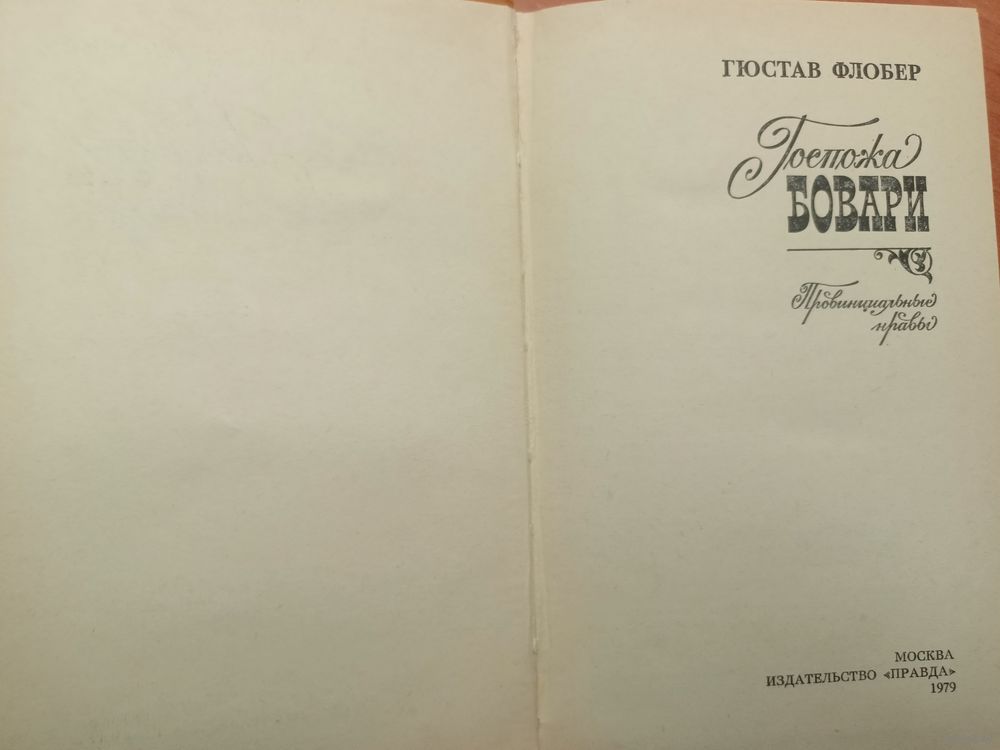 ГЮСТАВ ФЛОБЕР
Госпожа
БОВАРИ
Провинциальные
нравы
МОСКВА
ИЗДАТЕЛЬСТВО «ПРАВДА»
1979